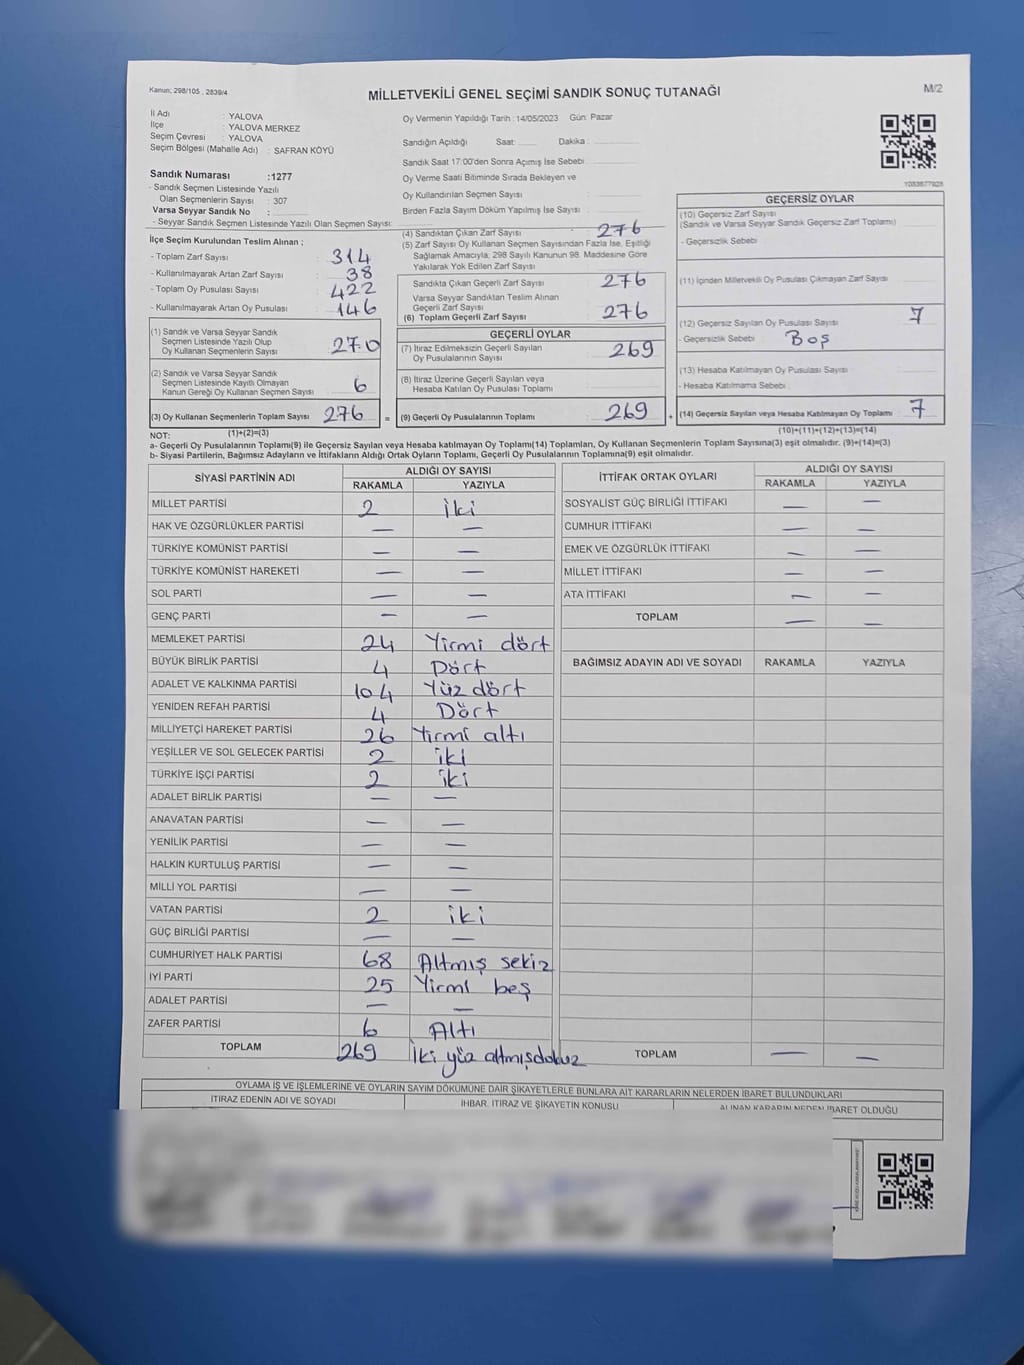 Kanun; 298/105 , 2839/4
MİLLETVEKİLİ GENEL SEÇİMİ SANDIK SONUÇ TUTANAĞI
M/2
İl Adı : YALOVA
İlçe : YALOVA MERKEZ
Seçim Çevresi : YALOVA
Seçim Bölgesi (Mahalle Adı) : SAFRAN KÖYÜ
Sandık Numarası :1277
- Sandık Seçmen Listesinde Yazılı
Olan Seçmenlerin Sayısı : 307
Varsa Seyyar Sandık No :
- Seyyar Sandık Seçmen Listesinde Yazılı Olan Seçmen Sayısı:
İlçe Seçim Kurulundan Teslim Alınan ;
- Toplam Zarf Sayısı : 314
- Kullanılmayarak Artan Zarf Sayısı : 38
- Toplam Oy Pusulası Sayısı : 422
- Kullanılmayarak Artan Oy Pusulası : 146
(1) Sandık ve Varsa Seyyar Sandık
Seçmen Listesinde Yazılı Olup
Oy Kullanan Seçmenlerin Sayısı : 270
(2) Sandık ve Varsa Seyyar Sandık
Seçmen Listesinde Kayıtlı Olmayan
Kanun Gereği Oy Kullanan Seçmen Sayısı : 6
(3) Oy Kullanan Seçmenlerin Toplam Sayısı : 276 =
(1)+(2)=(3)
Oy Vermenin Yapıldığı Tarih : 14/05/2023 Gün: Pazar
Sandığın Açıldığı Saat: Dakika :
Sandık Saat 17:00'den Sonra Açımış İse Sebebi
Oy Verme Saati Bitiminde Sırada Bekleyen ve
Oy Kullandırılan Seçmen Sayısı :
Birden Fazla Sayım Döküm Yapılmış İse Sayısı :
(4) Sandıktan Çıkan Zarf Sayısı : 276
(5) Zarf Sayısı Oy Kullanan Seçmen Sayısından Fazla İse, Eşitliği
Sağlamak Amacıyla; 298 Sayılı Kanunun 98. Maddesine Göre
Yakılarak Yok Edilen Zarf Sayısı :
Sandıkta Çıkan Geçerli Zarf Sayısı : 276
Varsa Seyyar Sandıktan Teslim Alınan
Geçerli Zarf Sayısı :
(6) Toplam Geçerli Zarf Sayısı : 276
GEÇERLİ OYLAR
(7) İtiraz Edilmeksizin Geçerli Sayılan
Oy Pusulalarının Sayısı : 269
(8) İtiraz Üzerine Geçerli Sayılan veya
Hesaba Katılan Oy Pusulası Toplamı :
(9) Geçerli Oy Pusulalarının Toplamı : 269 +
GEÇERSİZ OYLAR
(10) Geçersiz Zarf Sayısı
(Sandık ve Varsa Seyyar Sandık Geçersiz Zarf Toplamı)
- Geçersizlik Sebebi
(11) İçinden Milletvekili Oy Pusulası Çıkmayan Zarf Sayısı
(12) Geçersiz Sayılan Oy Pusulası Sayısı : 7
- Geçersizlik Sebebi : Boş
(13) Hesaba Katılmayan Oy Pusulası Sayısı :
- Hesaba Katılmama Sebebi :
(14) Geçersiz Sayılan veya Hesaba Katılmayan Oy Toplamı : 7
(10)+(11)+(12)+(13)=(14)
NOT:
a- Geçerli Oy Pusulalarının Toplamı(9) ile Geçersiz Sayılan veya Hesaba katılmayan Oy Toplamı(14) Toplamları, Oy Kullanan Seçmenlerin Toplam Sayısına(3) eşit olmalıdır. (9)+(14)=(3)
b- Siyasi Partilerin, Bağımsız Adayların ve İttifakların Aldığı Ortak Oyların Toplamı, Geçerli Oy Pusulalarının Toplamına(9) eşit olmalıdır.
SİYASİ PARTİNİN ADI
ALDIĞI OY SAYISI
RAKAMLA YAZIYLA
MİLLET PARTİSİ 2 İki
HAK VE ÖZGÜRLÜKLER PARTİSİ — —
TÜRKİYE KOMÜNİST PARTİSİ — —
TÜRKİYE KOMÜNİST HAREKETİ — —
SOL PARTİ — —
GENÇ PARTİ — —
MEMLEKET PARTİSİ 24 Yirmi dört
BÜYÜK BİRLİK PARTİSİ 4 Dört
ADALET VE KALKINMA PARTİSİ 104 Yüz dört
YENİDEN REFAH PARTİSİ 4 Dört
MİLLİYETÇİ HAREKET PARTİSİ 26 Yirmi altı
YEŞİLLER VE SOL GELECEK PARTİSİ 2 iki
TÜRKİYE İŞÇİ PARTİSİ 2 iki
ADALET BİRLİK PARTİSİ — —
ANAVATAN PARTİSİ — —
YENİLİK PARTİSİ — —
HALKIN KURTULUŞ PARTİSİ — —
MİLLİ YOL PARTİSİ — —
VATAN PARTİSİ 2 iki
GÜÇ BİRLİĞİ PARTİSİ — —
CUMHURİYET HALK PARTİSİ 68 Altmış sekiz
İYİ PARTİ 25 Yirmi beş
ADALET PARTİSİ — —
ZAFER PARTİSİ 6 Altı
TOPLAM 269 İki yüz altmışdokuz
İTTİFAK ORTAK OYLARI
ALDIĞI OY SAYISI
RAKAMLA YAZIYLA
SOSYALİST GÜÇ BİRLİĞİ İTTİFAKI — —
CUMHUR İTTİFAKI — —
EMEK VE ÖZGÜRLÜK İTTİFAKI — —
MİLLET İTTİFAKI — —
ATA İTTİFAKI — —
TOPLAM — —
BAĞIMSIZ ADAYIN ADI VE SOYADI RAKAMLA YAZIYLA
TOPLAM — —
OYLAMA İŞ VE İŞLEMLERİNE VE OYLARIN SAYIM DÖKÜMÜNE DAİR ŞİKAYETLERLE BUNLARA AİT KARARLARIN NELERDEN İBARET BULUNDUKLARI
İTİRAZ EDENİN ADI VE SOYADI İHBAR, İTİRAZ VE ŞİKAYETİN KONUSU ALINAN KARARIN NEDEN İBARET OLDUĞU